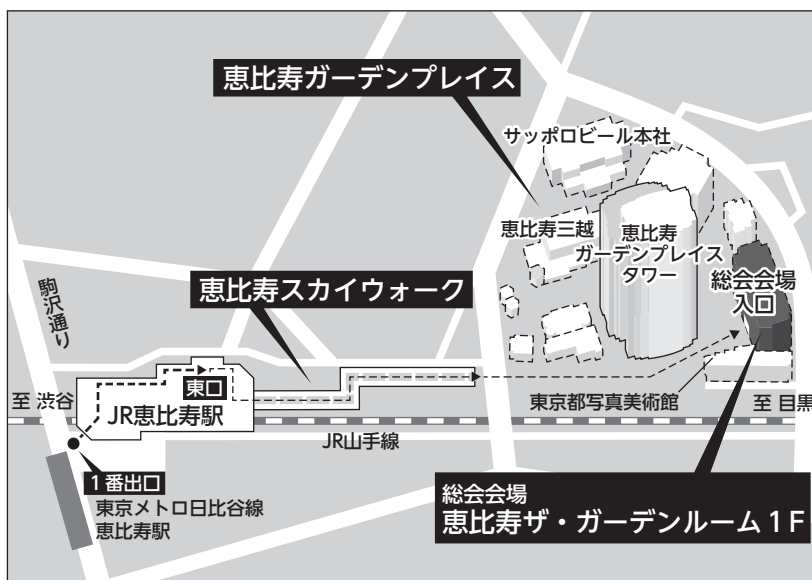 恵比寿ガーデンプレイス
サッポロビール本社
恵比寿三越
恵比寿
ガーデンプレイス
タワー
総会会場
入口
駒沢通り
恵比寿スカイウォーク
東口
至 渋谷
JR恵比寿駅
東京都写真美術館
至 目黒
JR山手線
1番出口
東京メトロ日比谷線
恵比寿駅
総会会場
恵比寿ザ・ガーデンルーム1F